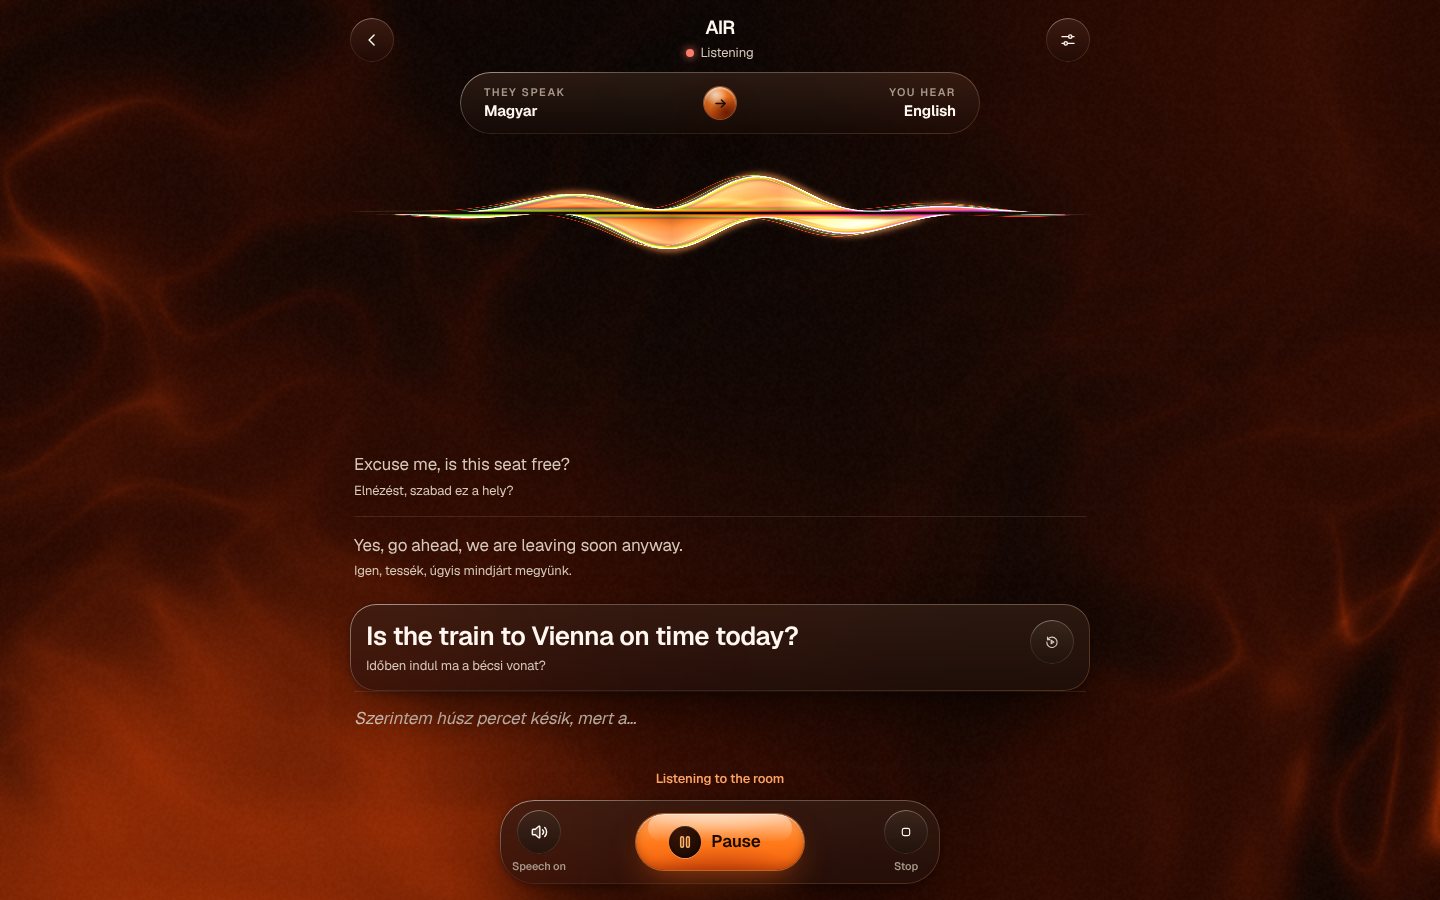 AIR
Listening
THEY SPEAK
Magyar
YOU HEAR
English
Excuse me, is this seat free?
Elnézést, szabad ez a hely?
Yes, go ahead, we are leaving soon anyway.
Igen, tessék, úgyis mindjárt megyünk.
Is the train to Vienna on time today?
Időben indul ma a bécsi vonat?
Szerintem húsz percet késik, mert a...
Listening to the room
Speech on
Pause
Stop